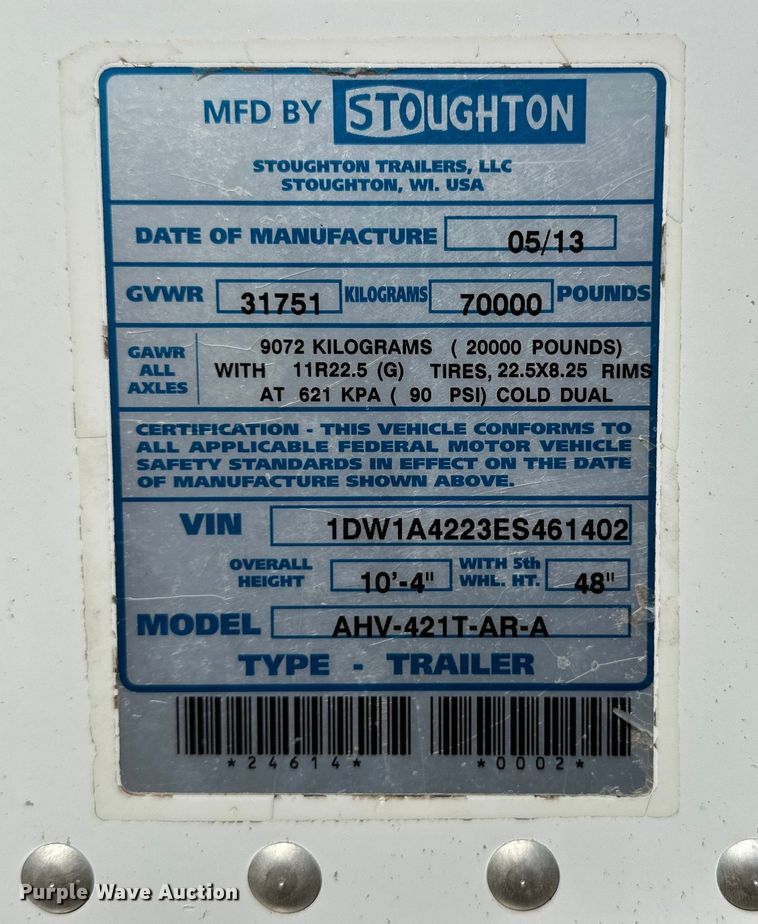 MFD BY STOUGHTON
STOUGHTON TRAILERS, LLC
STOUGHTON, WI. USA
DATE OF MANUFACTURE 05/13
GVWR 31751 KILOGRAMS 70000 POUNDS
GAWR ALL AXLES
9072 KILOGRAMS ( 20000 POUNDS)
WITH 11R22.5 (G) TIRES, 22.5X8.25 RIMS
AT 621 KPA ( 90 PSI) COLD DUAL
CERTIFICATION - THIS VEHICLE CONFORMS TO
ALL APPLICABLE FEDERAL MOTOR VEHICLE
SAFETY STANDARDS IN EFFECT ON THE DATE
OF MANUFACTURE SHOWN ABOVE.
VIN 1DW1A4223ES461402
OVERALL HEIGHT 10'-4" WITH 5th WHL. HT. 48"
MODEL AHV-421T-AR-A
TYPE - TRAILER
*24614* *0002*
Purple Wave Auction